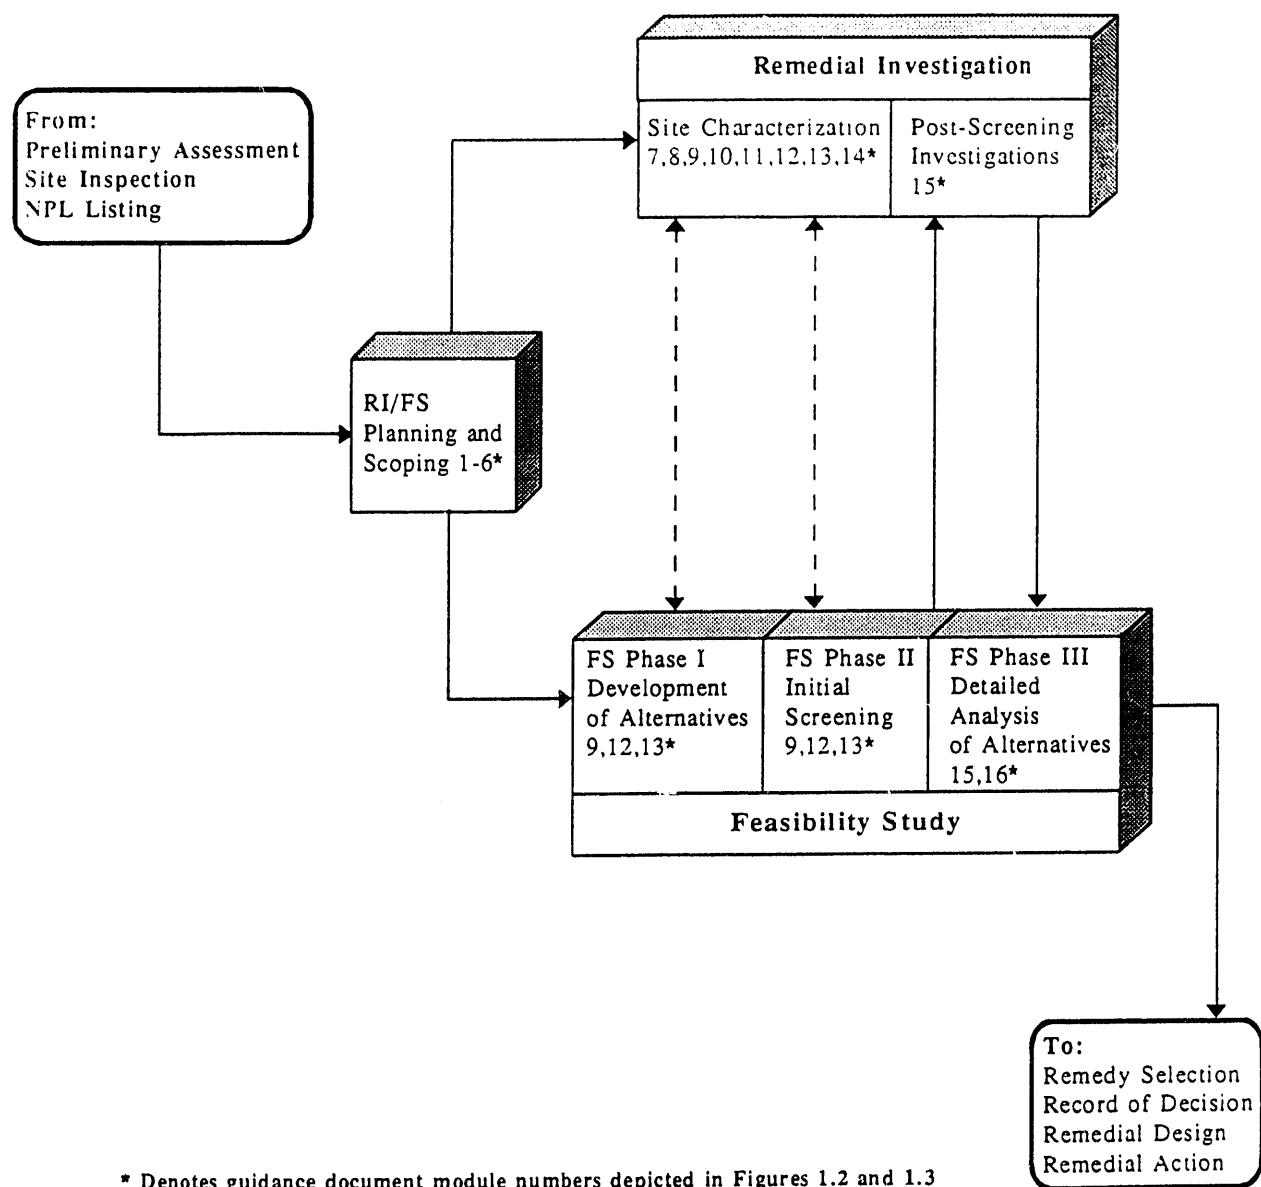 Remedial Investigation
From:
Preliminary Assessment
Site Inspection
NPL Listing
Site Characterization
7,8,9,10,11,12,13,14*
Post-Screening
Investigations
15*
RI/FS
Planning and
Scoping 1-6*
FS Phase I
Development
of Alternatives
9,12,13*
FS Phase II
Initial
Screening
9,12,13*
FS Phase III
Detailed
Analysis
of Alternatives
15,16*
Feasibility Study
To:
Remedy Selection
Record of Decision
Remedial Design
Remedial Action
* Denotes guidance document module numbers depicted in Figures 1.2 and 1.3